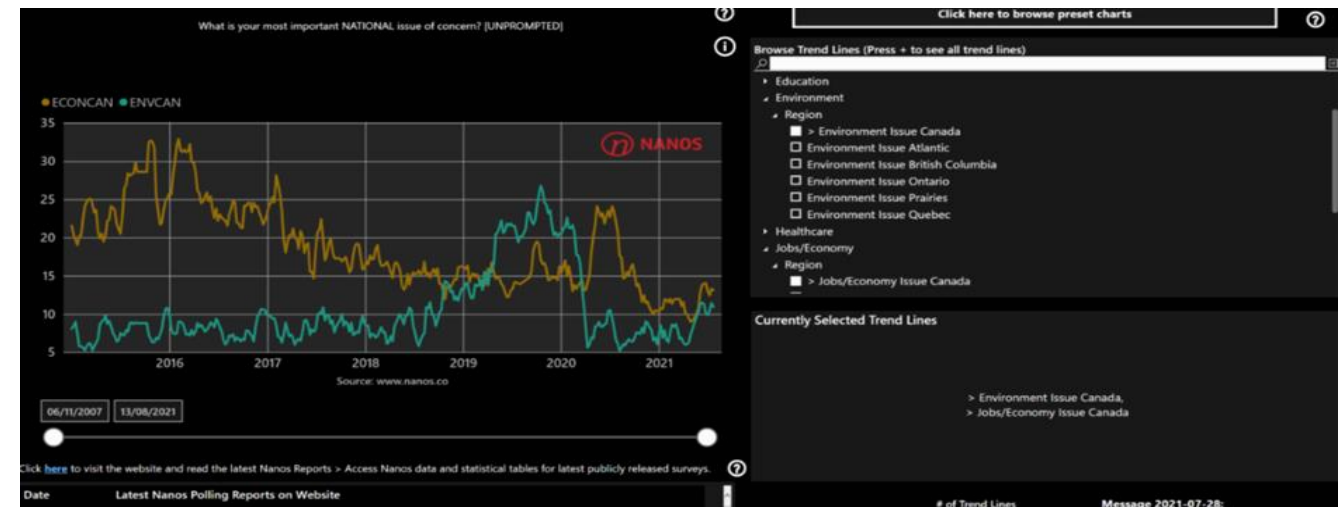 What is your most important NATIONAL issue of concern? [UNPROMPTED]
ECONCAN ENVCAN
35
30
25
20
15
10
5
NANOS
2016 2017 2018 2019 2020 2021
Source: www.nanos.co
06/11/2007 13/08/2021
Click here to visit the website and read the latest Nanos Reports > Access Nanos data and statistical tables for latest publicly released surveys.
Date Latest Nanos Polling Reports on Website
Click here to browse preset charts
Browse Trend Lines (Press + to see all trend lines)
Education
Environment
Region
> Environment Issue Canada
Environment Issue Atlantic
Environment Issue British Columbia
Environment Issue Ontario
Environment Issue Prairies
Environment Issue Quebec
Healthcare
Jobs/Economy
Region
> Jobs/Economy Issue Canada
Currently Selected Trend Lines
> Environment Issue Canada,
> Jobs/Economy Issue Canada
# of Trend Lines Message 2021-07-28: